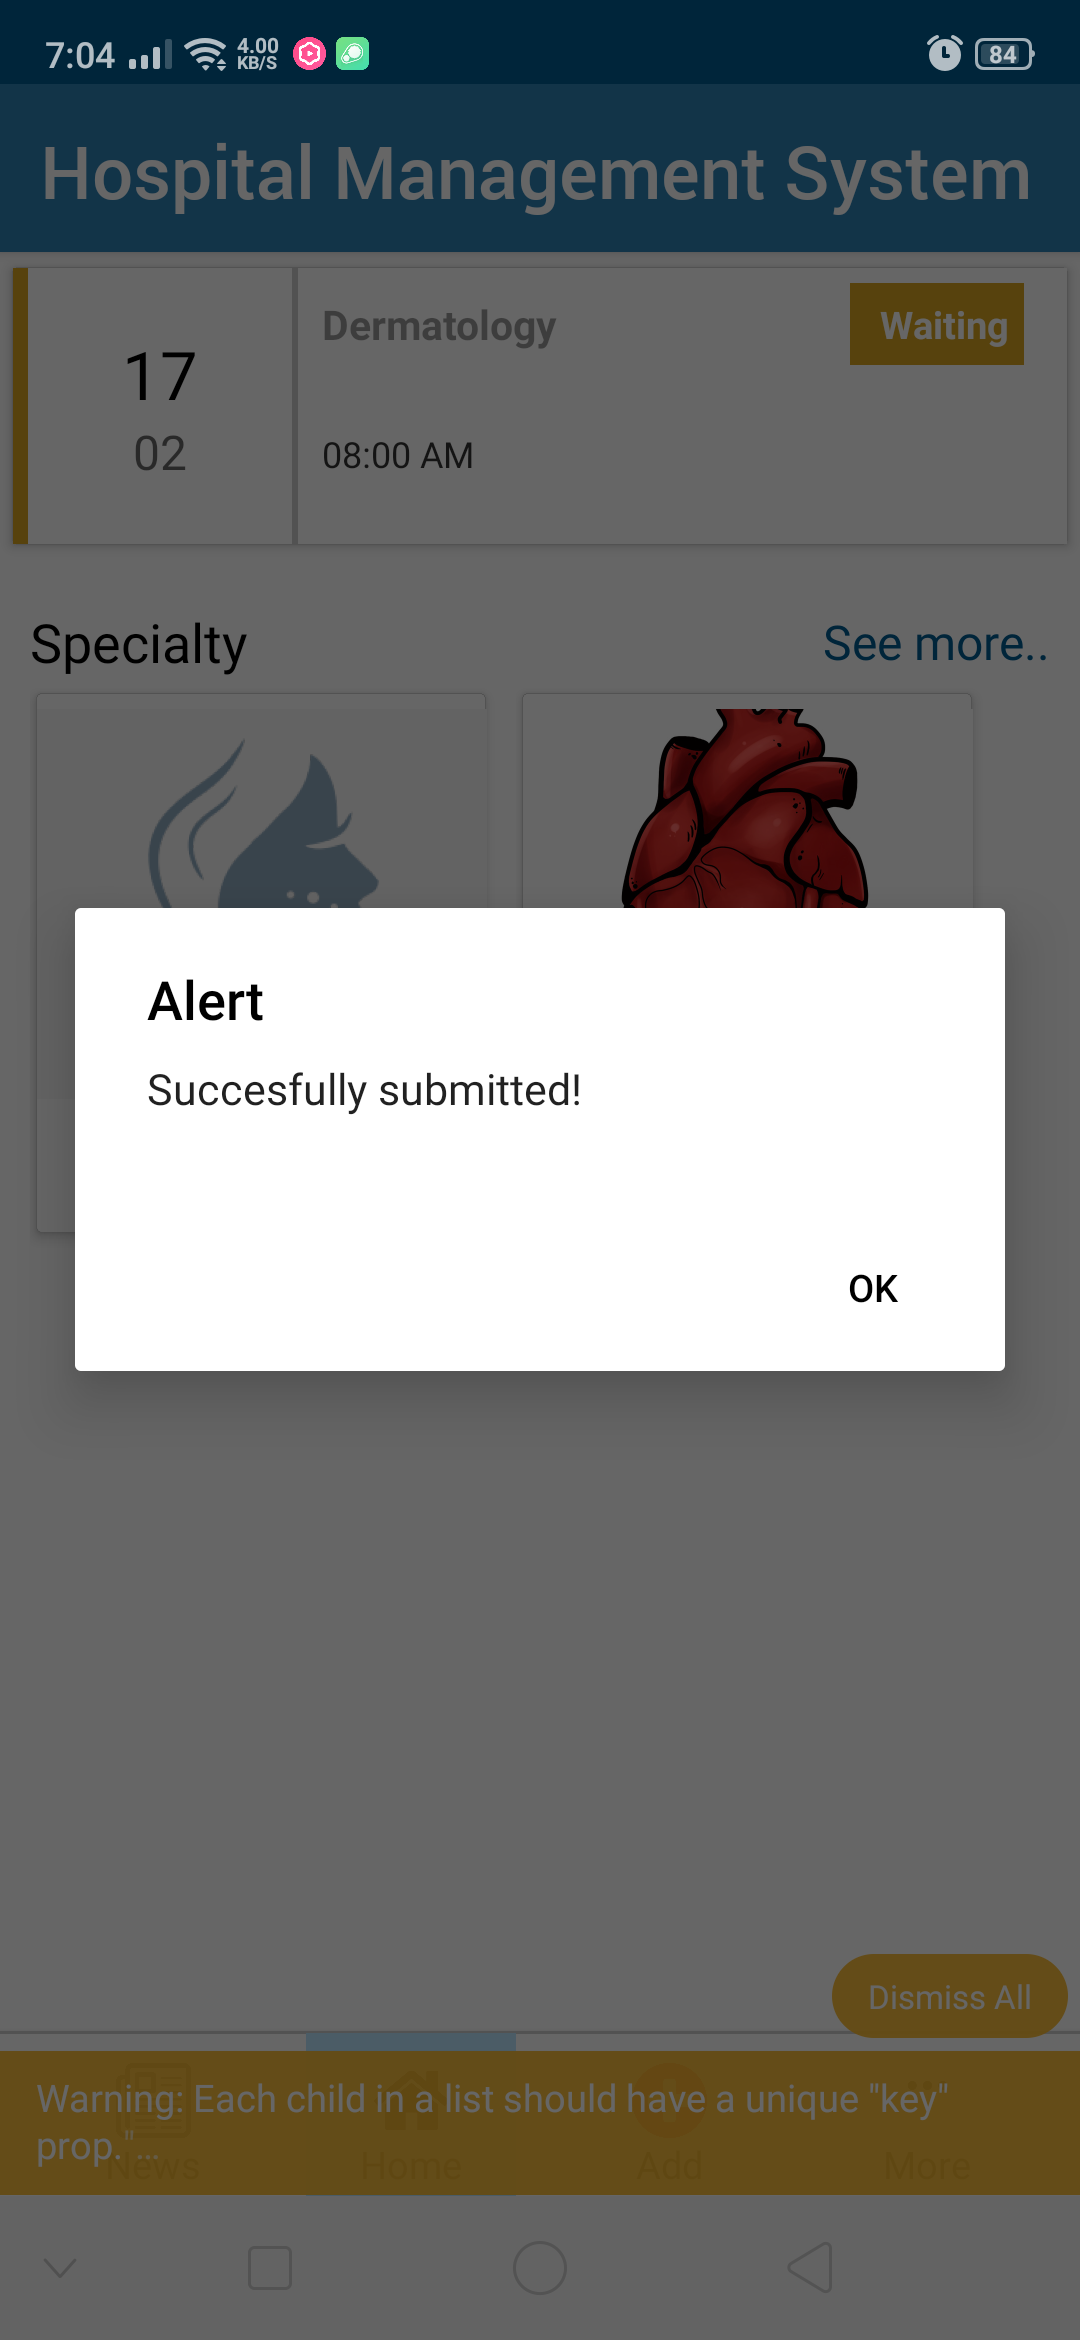 7:04 4.00 KB/S 84
Hospital Management System
17
02
Dermatology
Waiting
08:00 AM
Specialty
See more..
Alert
Succesfully submitted!
OK
Dismiss All
Warning: Each child in a list should have a unique "key"
prop."...
News
Home
Add
More